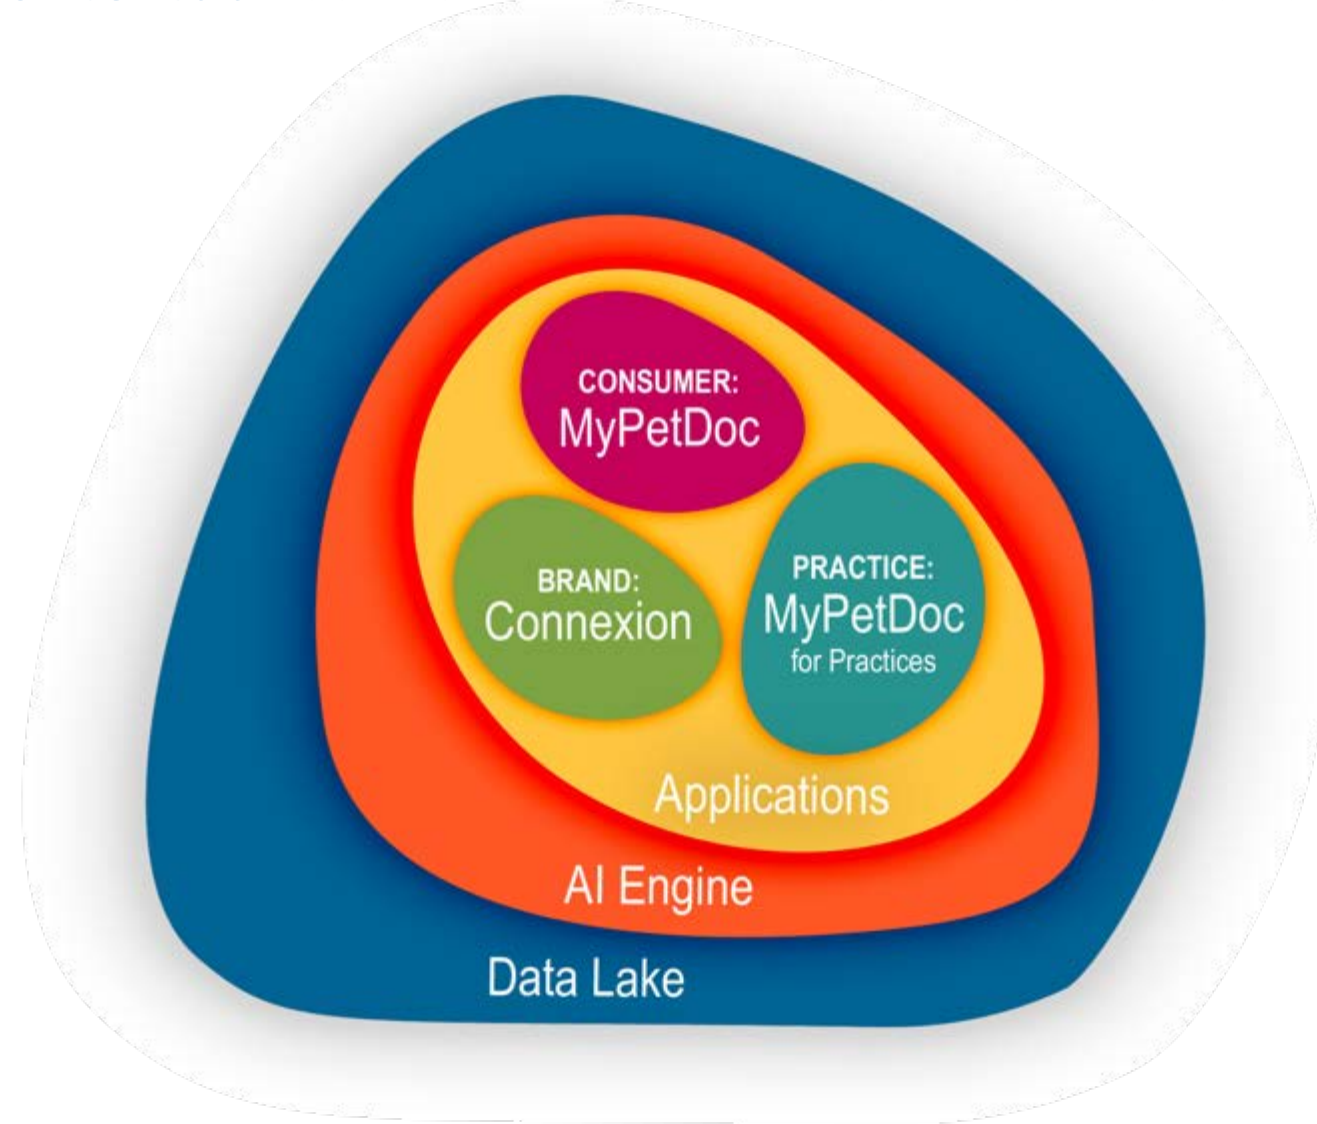 CONSUMER:
MyPetDoc
BRAND:
Connexion
PRACTICE:
MyPetDoc
for Practices
Applications
AI Engine
Data Lake